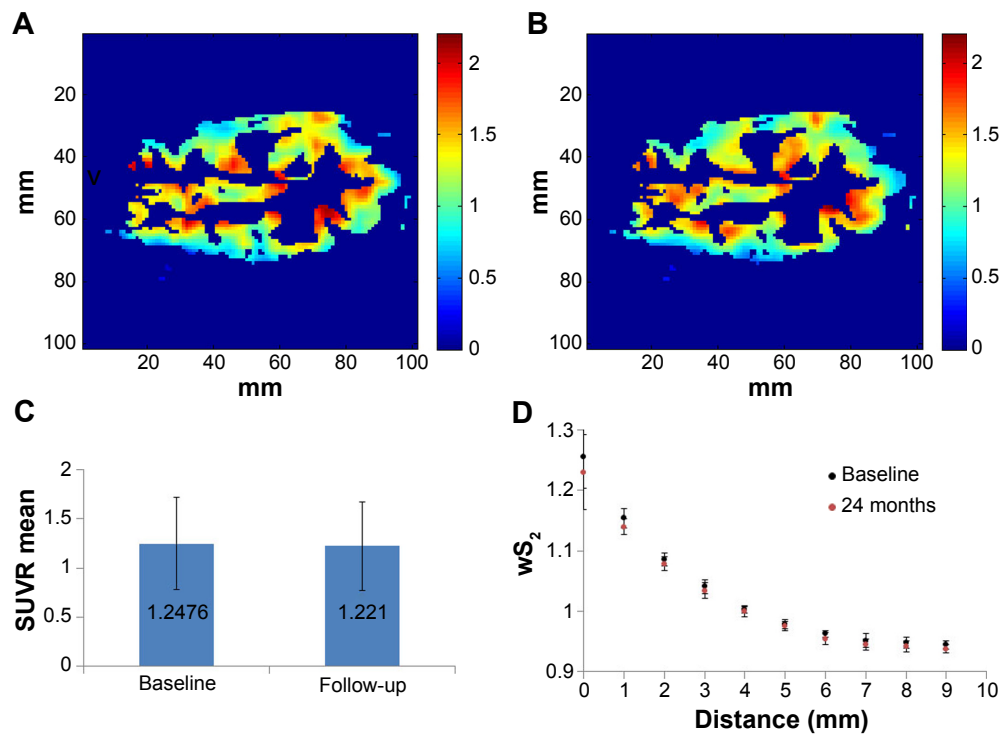 A
B
20
40
60
80
100
mm
V
20 40 60 80 100
mm
2
1.5
1
0.5
0
20
40
60
80
100
mm
20 40 60 80 100
mm
2
1.5
1
0.5
0
C
SUVR mean
2
1.5
1
0.5
0
1.2476
1.221
Baseline
Follow-up
D
wS2
1.3
1.2
1.1
1
0.9
Baseline
24 months
0 1 2 3 4 5 6 7 8 9 10
Distance (mm)